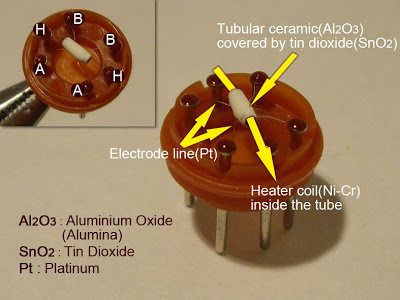 B
H
B
A
H
A
Tubular ceramic(Al2O3)
covered by tin dioxide(SnO2)
Electrode line(Pt)
Heater coil(Ni-Cr)
inside the tube
Al2O3 : Aluminium Oxide
(Alumina)
SnO2 : Tin Dioxide
Pt : Platinum